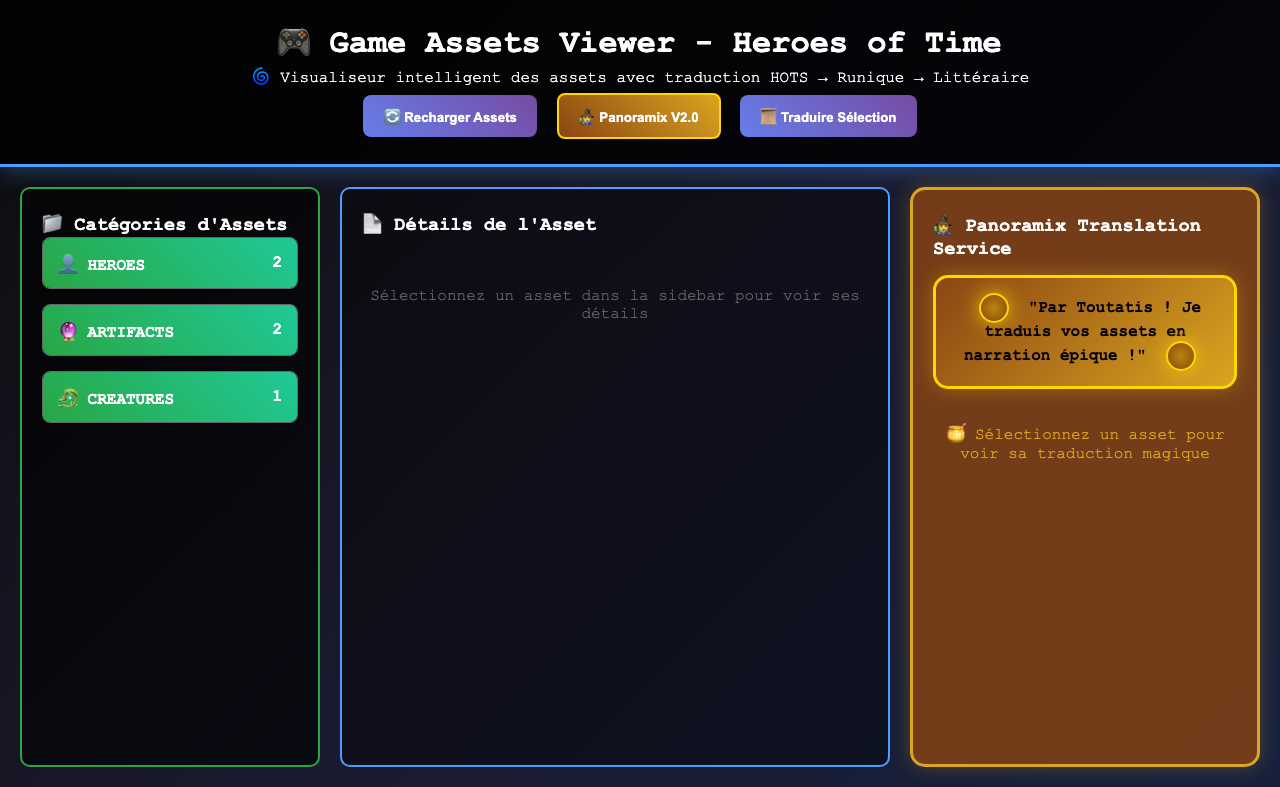 🎮 Game Assets Viewer - Heroes of Time
🌀 Visualiseur intelligent des assets avec traduction HOTS → Runique → Littéraire
🔄 Recharger Assets
🧙‍♂️ Panoramix V2.0
📜 Traduire Sélection
📁 Catégories d'Assets
👤 HEROES 2
🔮 ARTIFACTS 2
🐉 CREATURES 1
📄 Détails de l'Asset
Sélectionnez un asset dans la sidebar pour voir ses
détails
🧙‍♂️ Panoramix Translation
Service
"Par Toutatis ! Je
traduis vos assets en
narration épique !"
🍯 Sélectionnez un asset pour
voir sa traduction magique